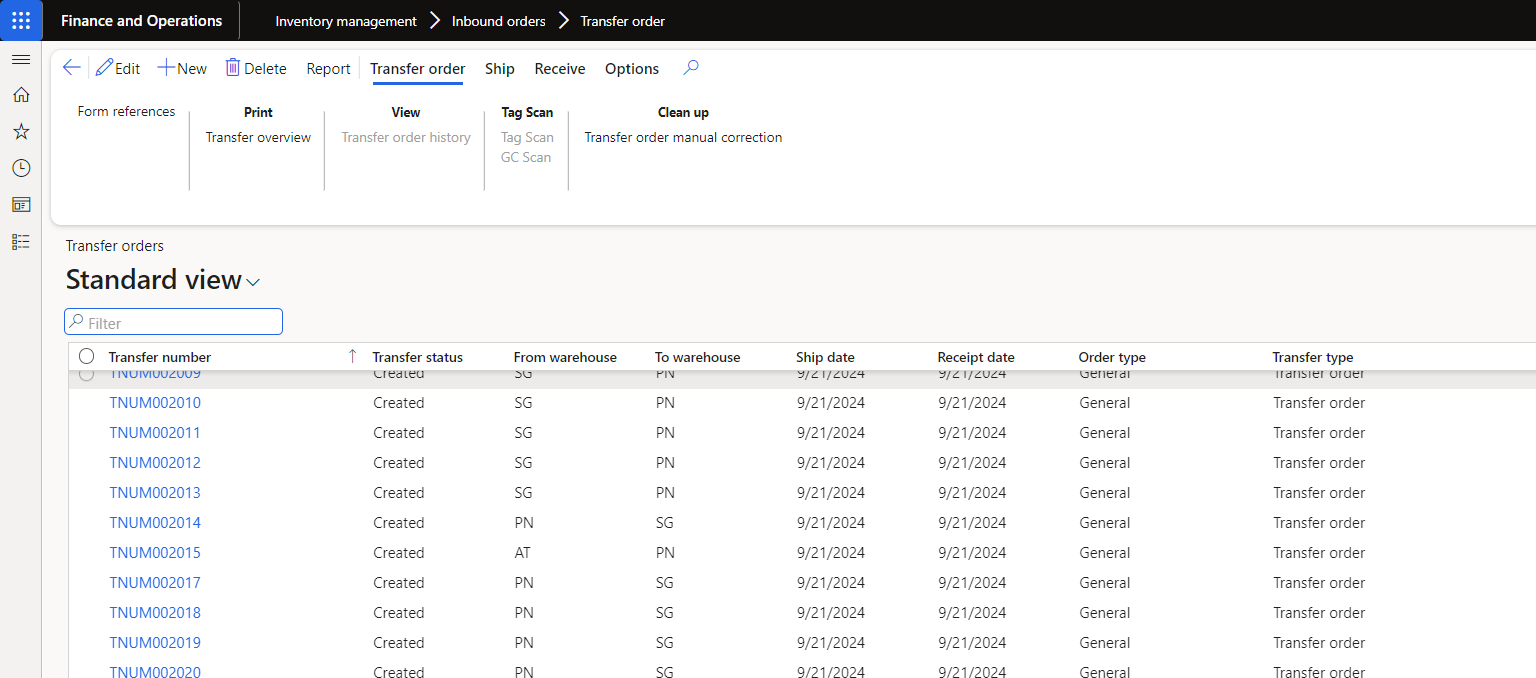 Finance and Operations Inventory management Inbound orders Transfer order
Edit New Delete Report Transfer order Ship Receive Options
Form references Print View Tag Scan Clean up
Transfer overview Transfer order history Tag Scan Transfer order manual correction
GC Scan
Transfer orders
Standard view
Filter
Transfer number Transfer status From warehouse To warehouse Ship date Receipt date Order type Transfer type
TNUM002009 Created SG PN 9/21/2024 9/21/2024 General Transfer order
TNUM002010 Created SG PN 9/21/2024 9/21/2024 General Transfer order
TNUM002011 Created SG PN 9/21/2024 9/21/2024 General Transfer order
TNUM002012 Created SG PN 9/21/2024 9/21/2024 General Transfer order
TNUM002013 Created SG PN 9/21/2024 9/21/2024 General Transfer order
TNUM002014 Created PN SG 9/21/2024 9/21/2024 General Transfer order
TNUM002015 Created AT PN 9/21/2024 9/21/2024 General Transfer order
TNUM002017 Created PN SG 9/21/2024 9/21/2024 General Transfer order
TNUM002018 Created PN SG 9/21/2024 9/21/2024 General Transfer order
TNUM002019 Created PN SG 9/21/2024 9/21/2024 General Transfer order
TNUM002020 Created PN SG 9/21/2024 9/21/2024 General Transfer order